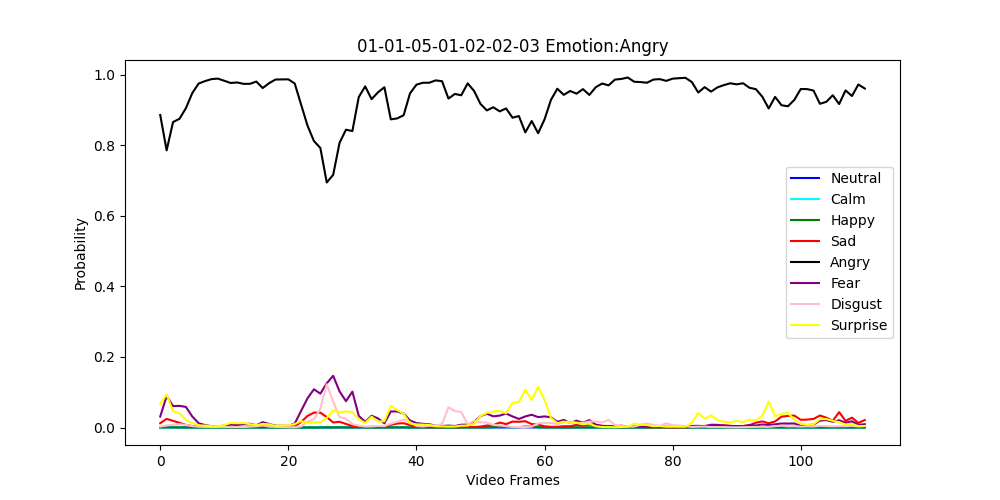 01-01-05-01-02-02-03 Emotion:Angry
Probability
1.0
0.8
0.6
0.4
0.2
0.0
Neutral
Calm
Happy
Sad
Angry
Fear
Disgust
Surprise
0 20 40 60 80 100
Video Frames